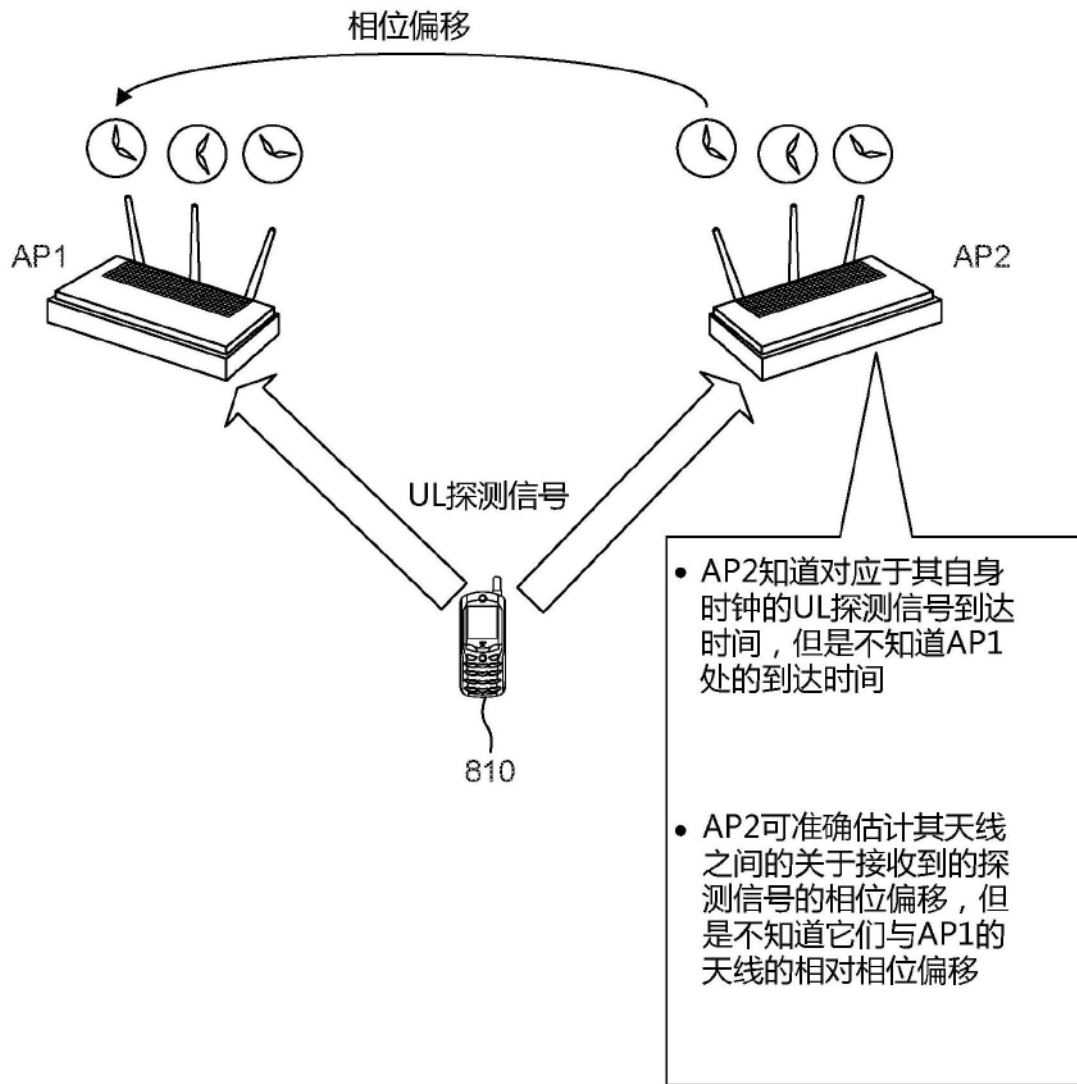 相位偏移
AP1
AP2
UL探测信号
810
• AP2知道对应于其自身
时钟的UL探测信号到达
时间，但是不知道AP1
处的到达时间
• AP2可准确估计其天线
之间的关于接收到的探
测信号的相位偏移，但
是不知道它们与AP1的
天线的相对相位偏移